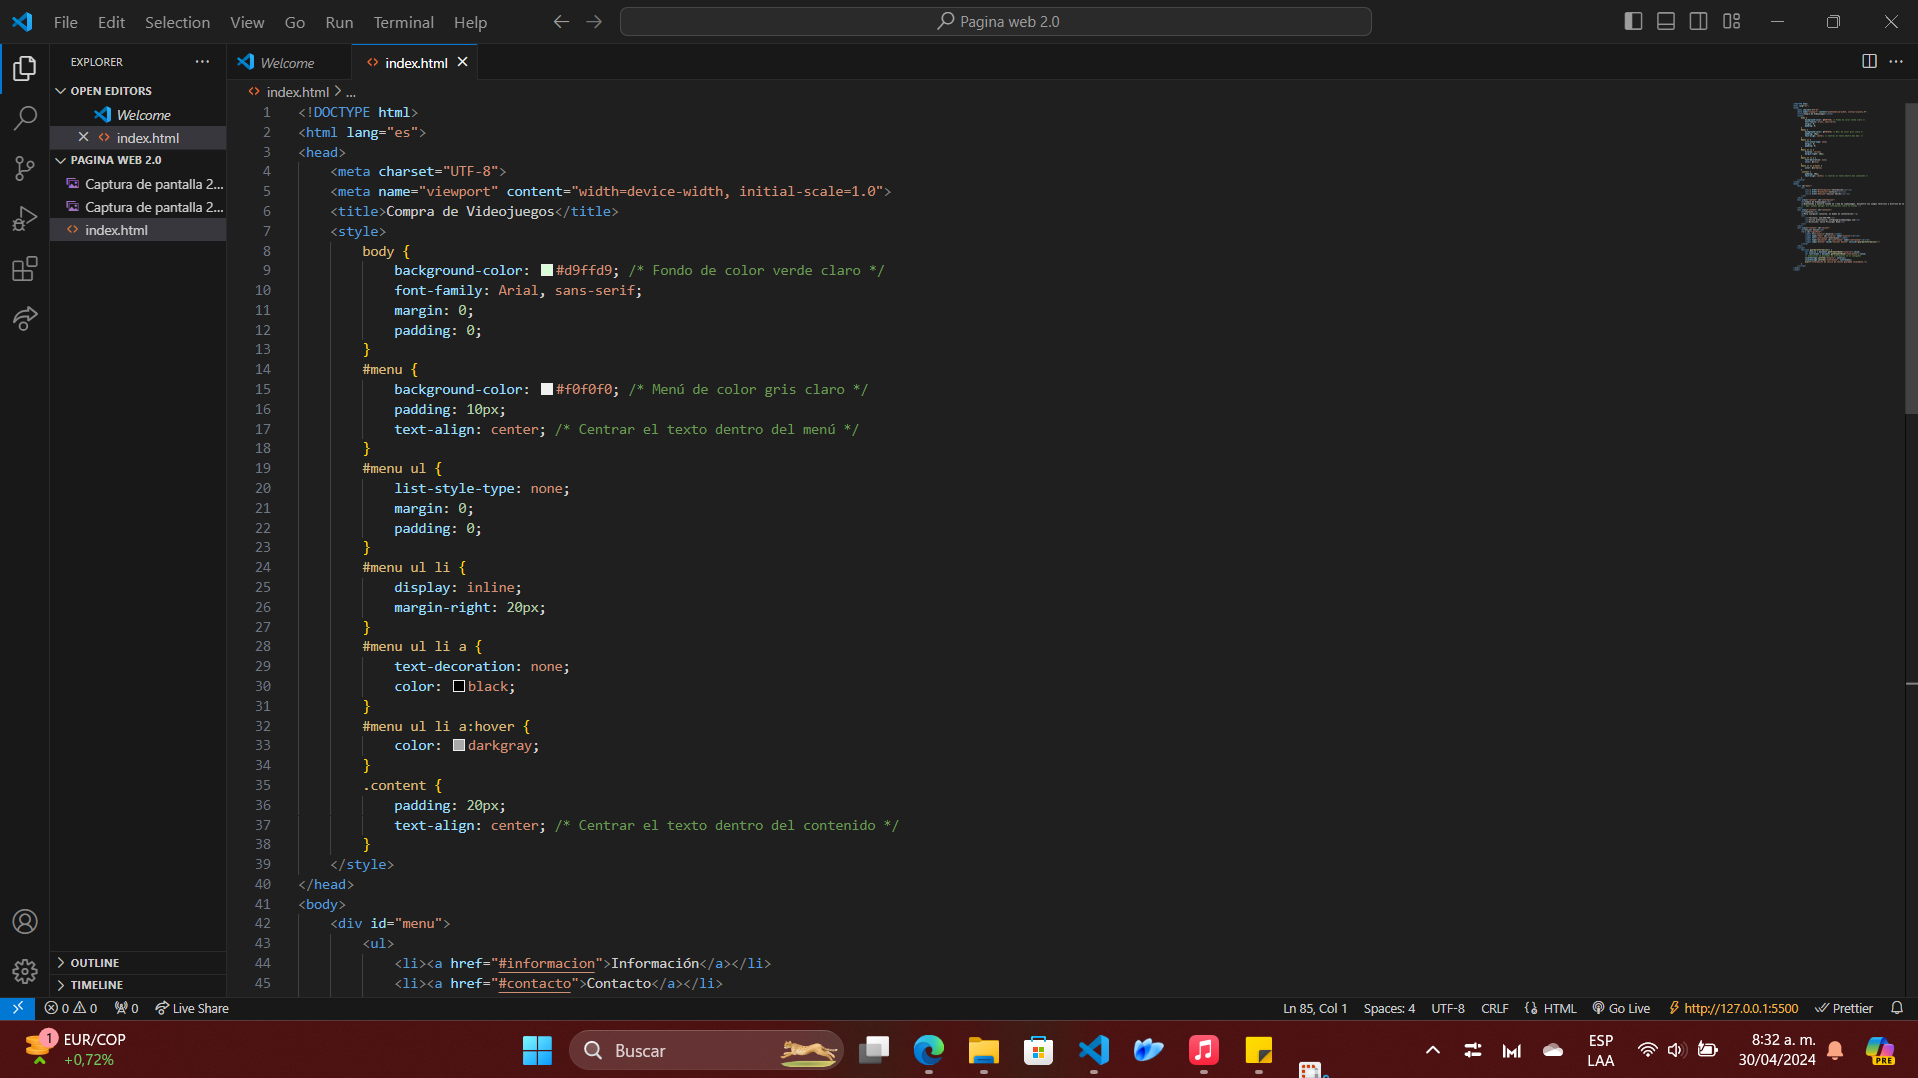 File Edit Selection View Go Run Terminal Help
Pagina web 2.0
EXPLORER
OPEN EDITORS
Welcome
index.html
PAGINA WEB 2.0
Captura de pantalla 2...
Captura de pantalla 2...
index.html
OUTLINE
TIMELINE
Welcome
index.html
index.html > ...
1 <!DOCTYPE html>
2 <html lang="es">
3 <head>
4 <meta charset="UTF-8">
5 <meta name="viewport" content="width=device-width, initial-scale=1.0">
6 <title>Compra de Videojuegos</title>
7 <style>
8 body {
9 background-color: #d9ffd9; /* Fondo de color verde claro */
10 font-family: Arial, sans-serif;
11 margin: 0;
12 padding: 0;
13 }
14 #menu {
15 background-color: #f0f0f0; /* Menú de color gris claro */
16 padding: 10px;
17 text-align: center; /* Centrar el texto dentro del menú */
18 }
19 #menu ul {
20 list-style-type: none;
21 margin: 0;
22 padding: 0;
23 }
24 #menu ul li {
25 display: inline;
26 margin-right: 20px;
27 }
28 #menu ul li a {
29 text-decoration: none;
30 color: black;
31 }
32 #menu ul li a:hover {
33 color: darkgray;
34 }
35 .content {
36 padding: 20px;
37 text-align: center; /* Centrar el texto dentro del contenido */
38 }
39 </style>
40 </head>
41 <body>
42 <div id="menu">
43 <ul>
44 <li><a href="#informacion">Información</a></li>
45 <li><a href="#contacto">Contacto</a></li>
0 0 0 Live Share
Ln 85, Col 1 Spaces: 4 UTF-8 CRLF HTML Go Live http://127.0.0.1:5500 Prettier
1
EUR/COP
+0,72%
Buscar
ESP
LAA
8:32 a. m.
30/04/2024
PRE